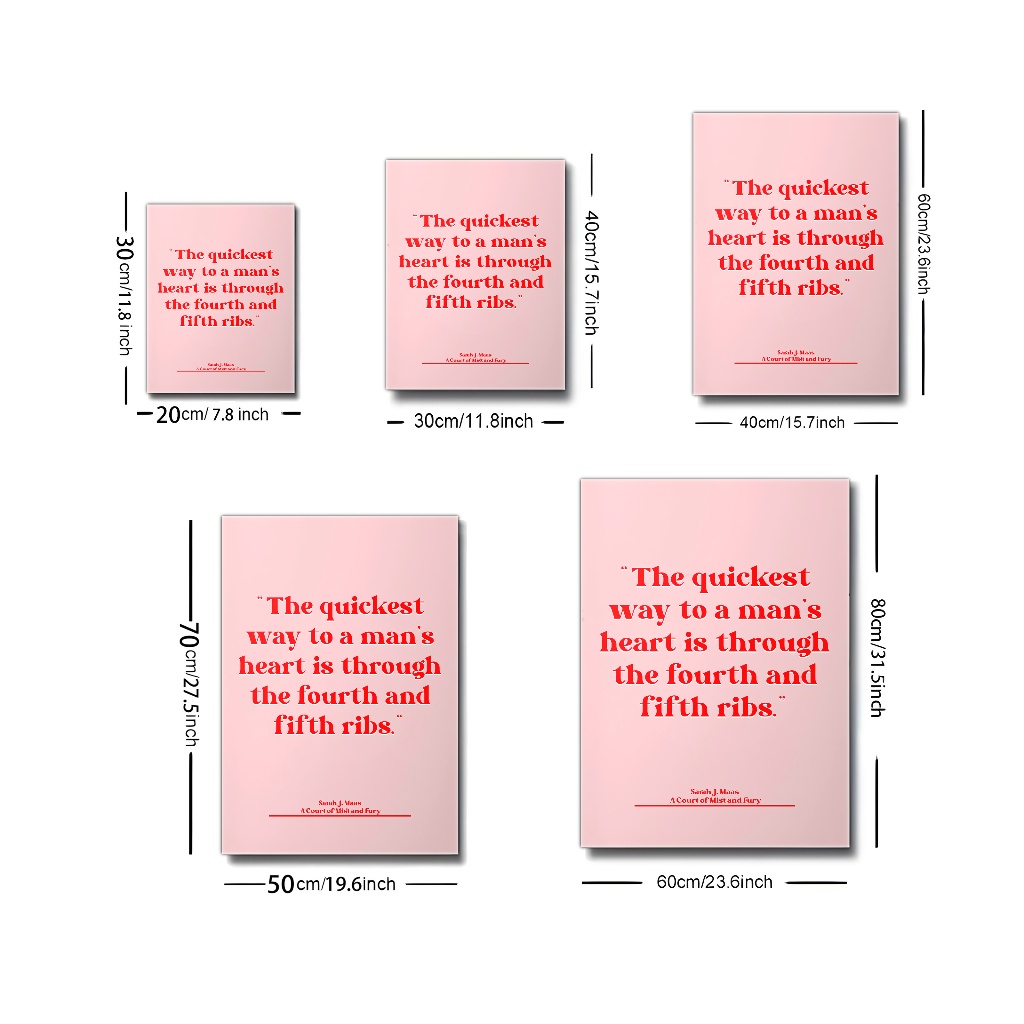 "The quickest
way to a man's
heart is through
the fourth and
fifth ribs."
Sarah J. Maas
A Court of Mist and Fury
30cm/11.8 inch
20cm/ 7.8 inch
"The quickest
way to a man's
heart is through
the fourth and
fifth ribs."
Sarah J. Maas
A Court of Mist and Fury
40cm/15.7inch
30cm/11.8inch
"The quickest
way to a man's
heart is through
the fourth and
fifth ribs."
Sarah J. Maas
A Court of Mist and Fury
60cm/23.6inch
40cm/15.7inch
"The quickest
way to a man's
heart is through
the fourth and
fifth ribs."
Sarah J. Maas
A Court of Mist and Fury
70cm/27.5inch
50cm/19.6inch
"The quickest
way to a man's
heart is through
the fourth and
fifth ribs."
Sarah J. Maas
A Court of Mist and Fury
80cm/31.5inch
60cm/23.6inch